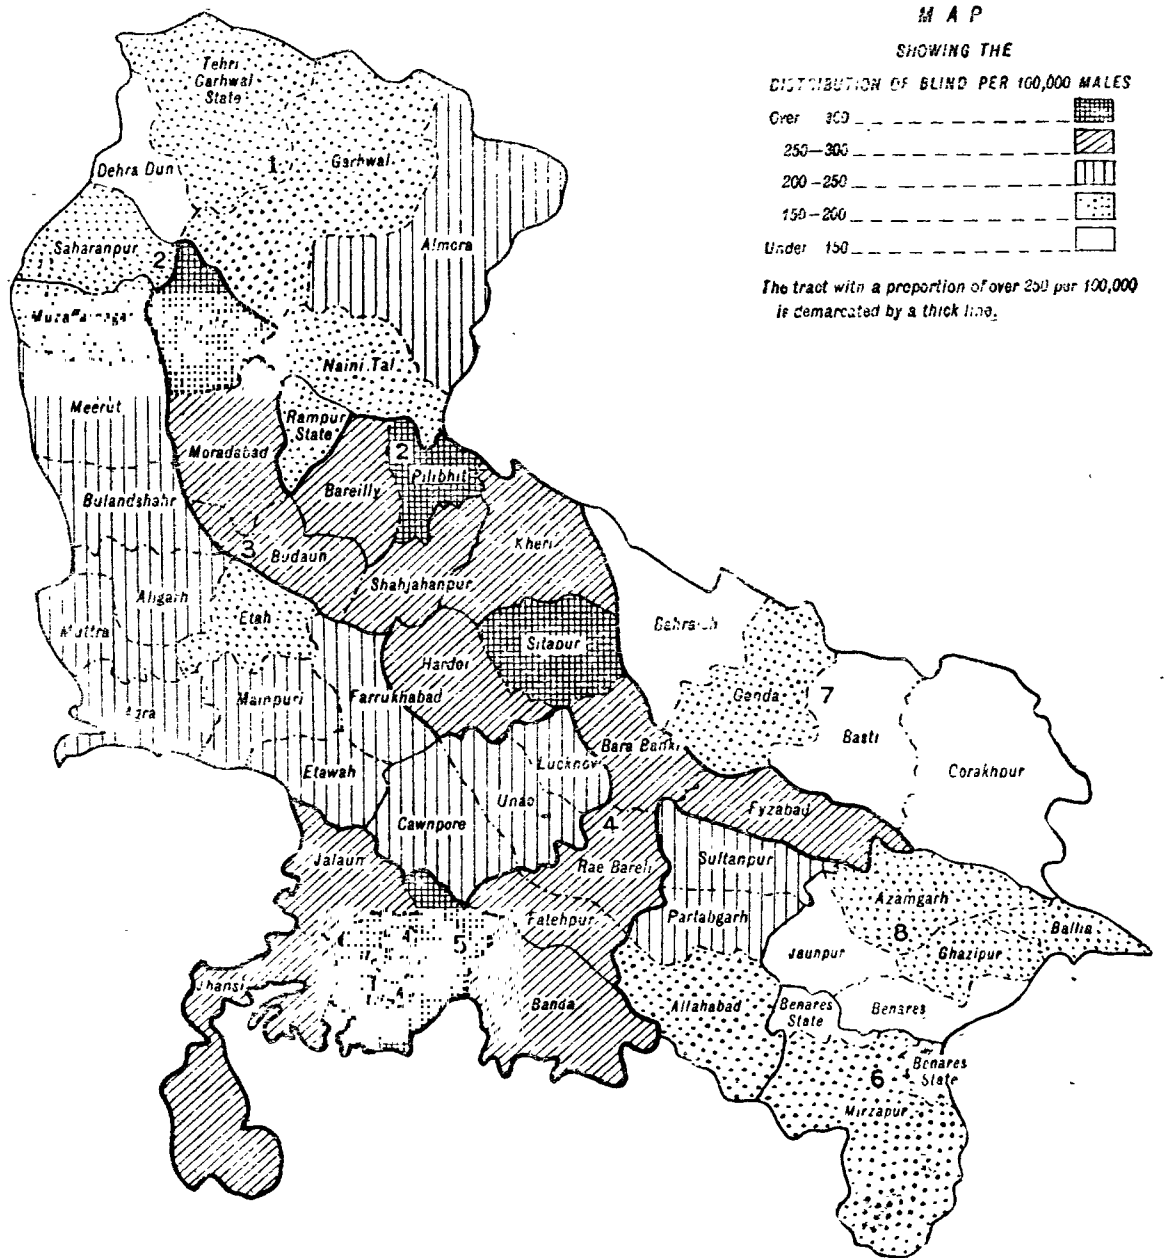 MAP
SHOWING THE
DISTRIBUTION OF BLIND PER 100,000 MALES
Over 300
250—300
200—250
150—200
Under 150
The tract with a proportion of over 250 per 100,000
is demarcated by a thick line.
Tehri
Garhwal
State
1
Garhwal
Dehra Dun
Almora
Saharanpur
2
Muzaffarnagar
Naini Tal
Meerut
Rampur
State
Moradabad
2
Pilibhit
Bareilly
Bulandshahr
Kheri
3
Budaun
Shahjahanpur
Aligarh
Etah
Muttra
Bahraich
Sitapur
Hardoi
Mainpuri
Farrukhabad
Gonda
7
Agra
Basti
Bara Banki
Lucknow
Etawah
Gorakhpur
Unao
Fyzabad
Cawnpore
4
Jalaun
Rae Bareli
Sultanpur
Azamgarh
Fatehpur
Partabgarh
Ballia
8
5
Jaunpur
Ghazipur
Jhansi
Banda
Allahabad
Benares
State
Benares
Benares
State
6
Mirzapur